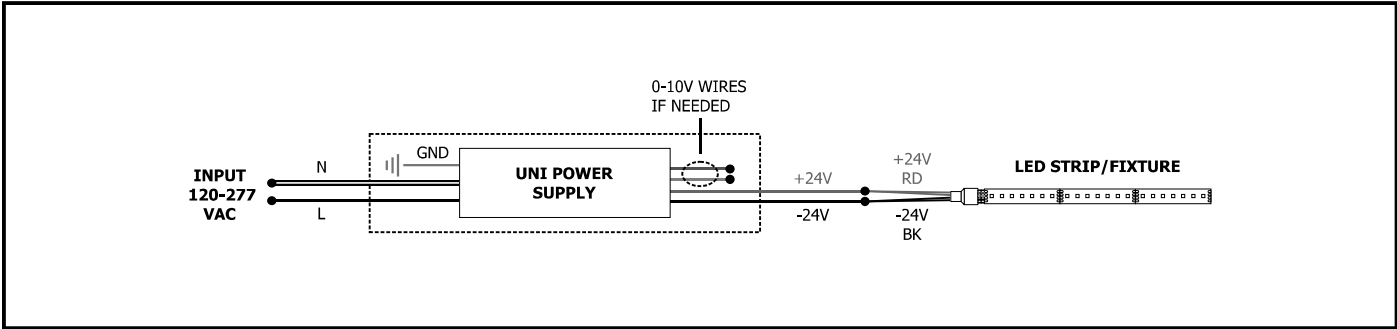 0-10V WIRES
IF NEEDED
INPUT
120-277
VAC
N
L
GND
UNI POWER
SUPPLY
+24V
-24V
+24V
RD
-24V
BK
LED STRIP/FIXTURE